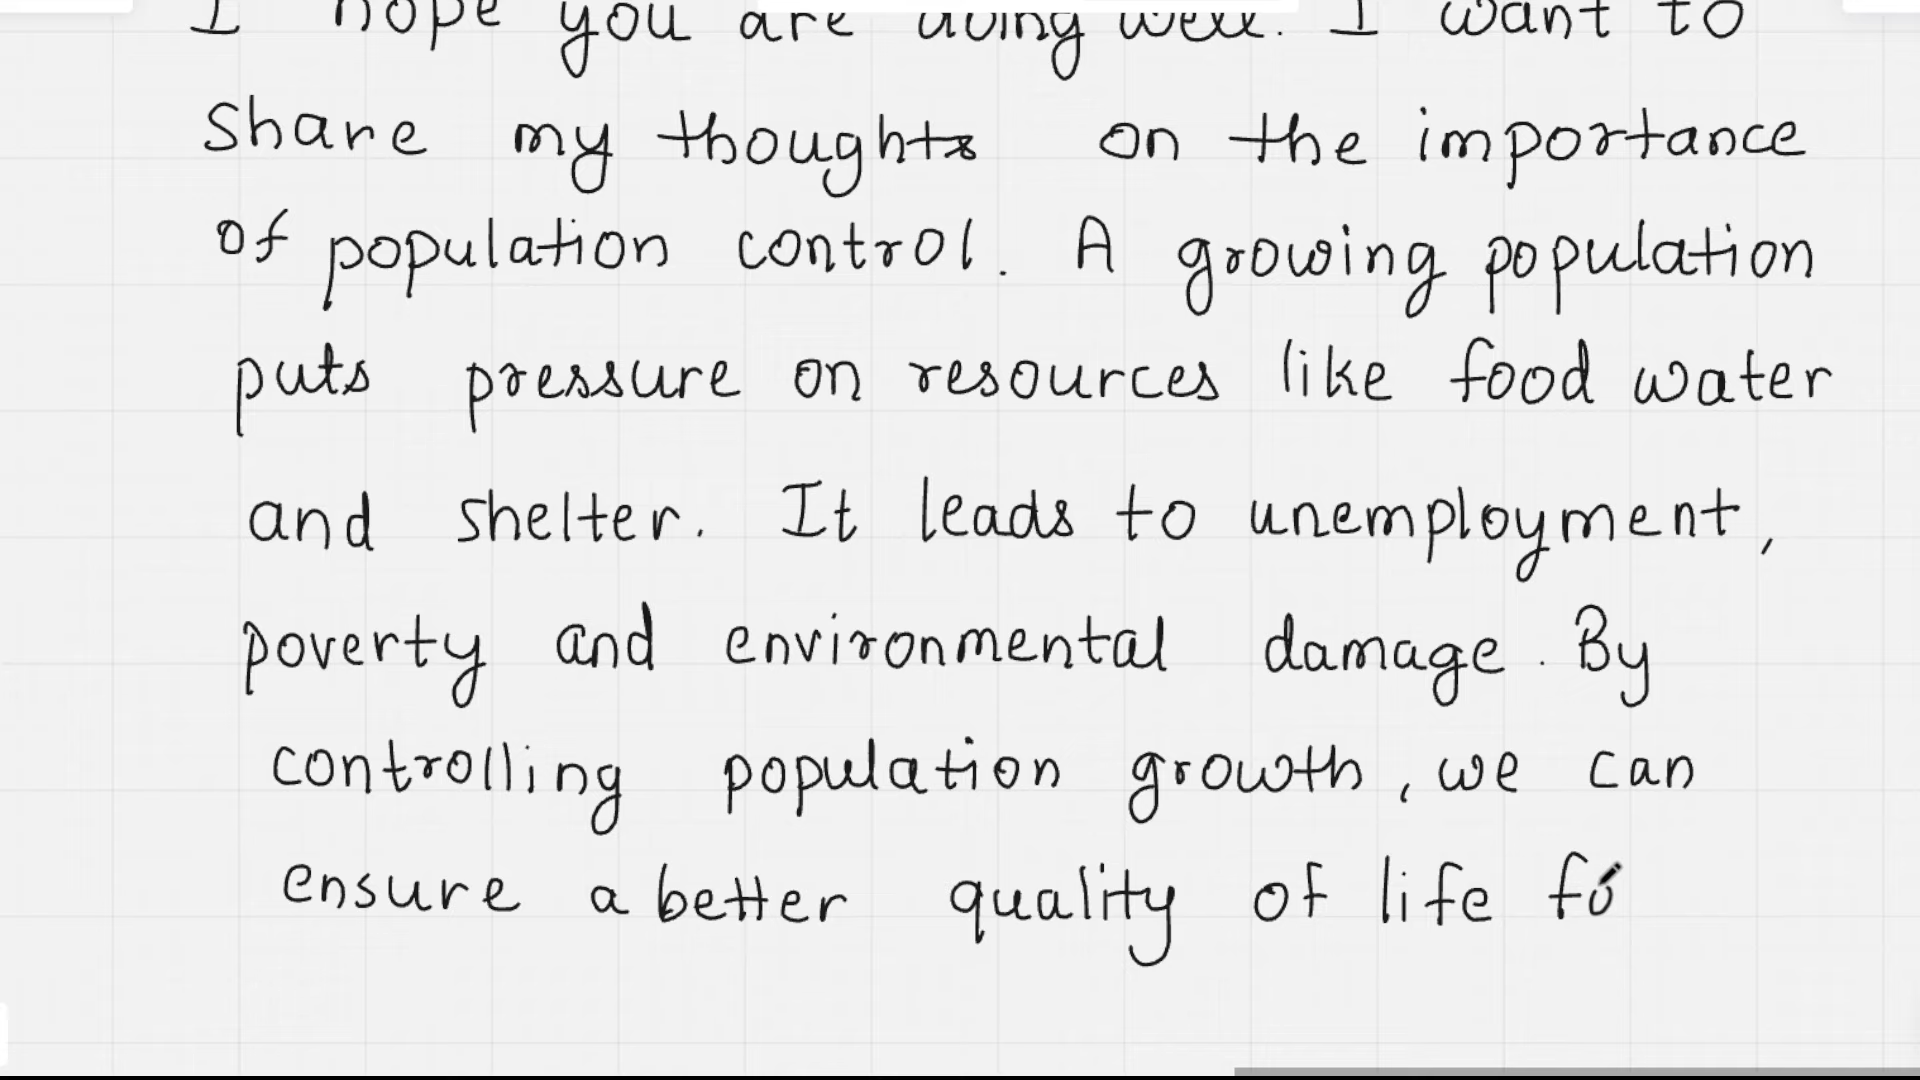 I hope you are doing well. I want to
share my thoughts on the importance
of population control. A growing population
puts pressure on resources like food water
and shelter. It leads to unemployment,
poverty and environmental damage. By
controlling population growth, we can
ensure a better quality of life fo